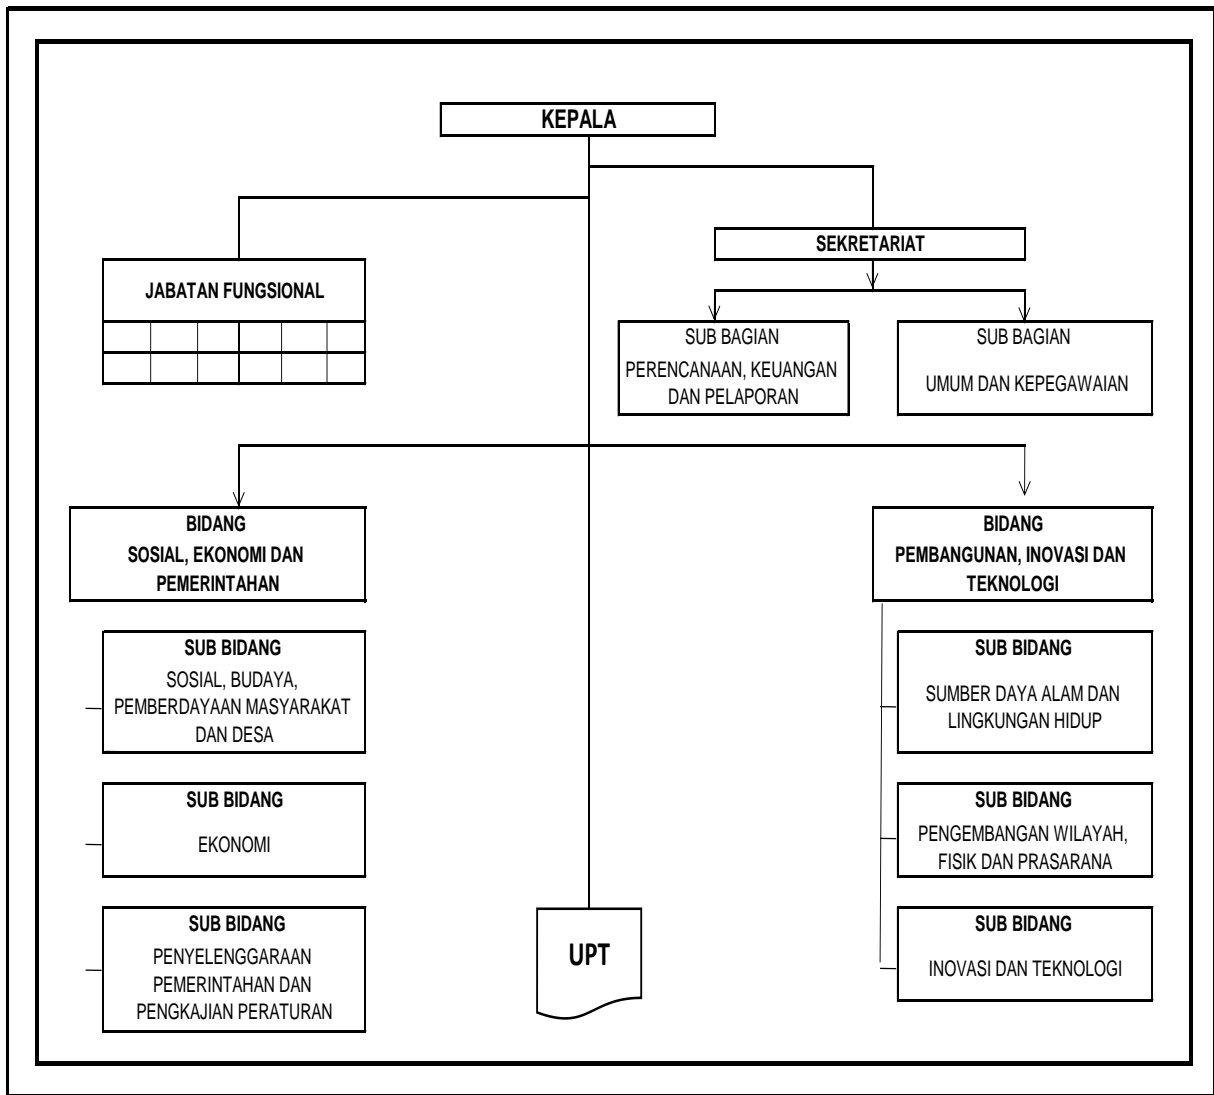 KEPALA
SEKRETARIAT
JABATAN FUNGSIONAL
SUB BAGIAN
PERENCANAAN, KEUANGAN
DAN PELAPORAN
SUB BAGIAN
UMUM DAN KEPEGAWAIAN
BIDANG
SOSIAL, EKONOMI DAN
PEMERINTAHAN
BIDANG
PEMBANGUNAN, INOVASI DAN
TEKNOLOGI
SUB BIDANG
SOSIAL, BUDAYA,
PEMBERDAYAAN MASYARAKAT
DAN DESA
SUB BIDANG
EKONOMI
SUB BIDANG
PENYELENGGARAAN
PEMERINTAHAN DAN
PENGKAJIAN PERATURAN
UPT
SUB BIDANG
SUMBER DAYA ALAM DAN
LINGKUNGAN HIDUP
SUB BIDANG
PENGEMBANGAN WILAYAH,
FISIK DAN PRASARANA
SUB BIDANG
INOVASI DAN TEKNOLOGI